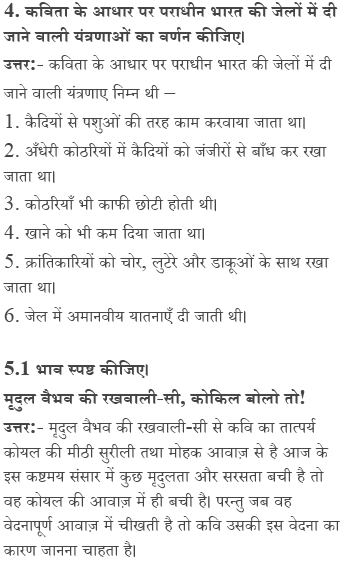 4. कविता के आधार पर पराधीन भारत की जेलों में दी
जाने वाली यंत्रणाओं का वर्णन कीजिए।
उत्तर:- कविता के आधार पर पराधीन भारत की जेलों में दी
जाने वाली यंत्रणाए निम्न थी –
1. कैदियों से पशुओं की तरह काम करवाया जाता था।
2. अँधेरी कोठरियों में कैदियों को जंजीरों से बाँध कर रखा
जाता था।
3. कोठरियाँ भी काफी छोटी होती थी।
4. खाने को भी कम दिया जाता था।
5. क्रांतिकारियों को चोर, लुटेरे और डाकूओं के साथ रखा
जाता था।
6. जेल में अमानवीय यातनाएँ दी जाती थी।
5.1 भाव स्पष्ट कीजिए।
मृदुल वैभव की रखवाली-सी, कोकिल बोलो तो!
उत्तर:- मृदुल वैभव की रखवाली-सी से कवि का तात्पर्य
कोयल की मीठी सुरीली तथा मोहक आवाज़ से है आज के
इस कष्टमय संसार में कुछ मृदुलता और सरसता बची है तो
वह कोयल की आवाज़ में ही बची है। परन्तु जब वह
वेदनापूर्ण आवाज़ में चीखती है तो कवि उसकी इस वेदना का
कारण जानना चाहता है।